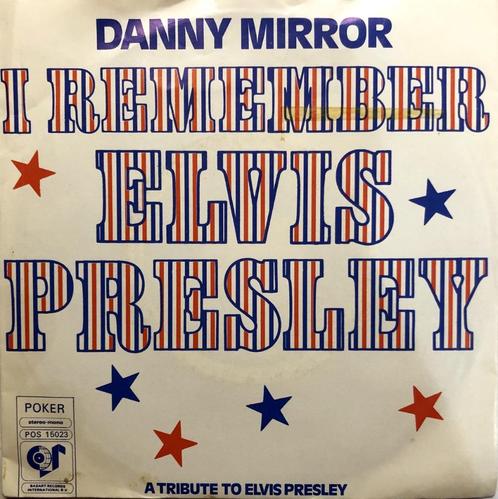 DANNY MIRROR
I REMEMBER
ELVIS
PRESLEY
POKER
stereo-mono
POS 15023
BASART RECORDS
INTERNATIONAL B.V.
A TRIBUTE TO ELVIS PRESLEY